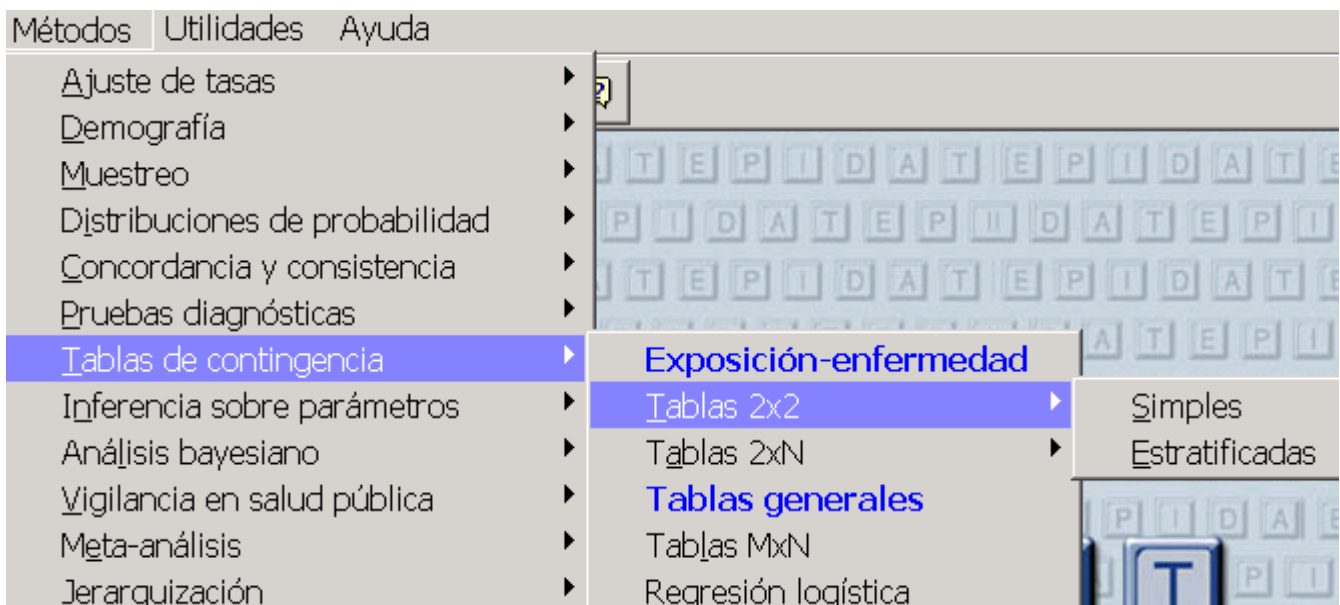 Métodos Utilidades Ayuda
Ajuste de tasas
Demografía
Muestreo
Distribuciones de probabilidad
Concordancia y consistencia
Pruebas diagnósticas
Tablas de contingencia
Inferencia sobre parámetros
Análisis bayesiano
Vigilancia en salud pública
Meta-análisis
Jerarquización
Exposición-enfermedad
Tablas 2x2
Tablas 2xN
Tablas generales
Tablas MxN
Regresión logística
Simples
Estratificadas
T E P I D A T E P I D A T E
P I D A T E P I D A T E P I
T E P I D A T E P I D A T E
A T E P I
P I D A E
T P I